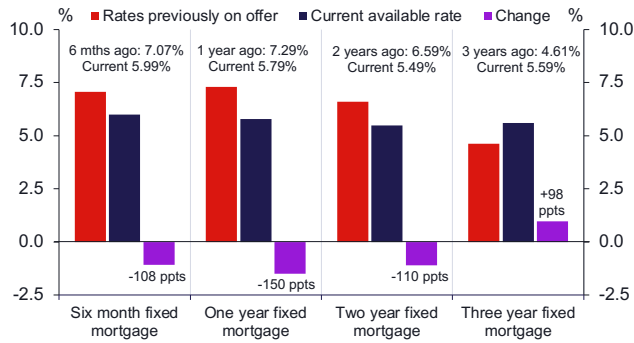 % Rates previously on offer Current available rate Change %
10.0 10.0
6 mths ago: 7.07% 1 year ago: 7.29% 2 years ago: 6.59% 3 years ago: 4.61%
Current 5.99% Current 5.79% Current 5.49% Current 5.59%
7.5 7.5
5.0 5.0
2.5 2.5
+98
ppts
0.0 0.0
-108 ppts -150 ppts -110 ppts
-2.5 -2.5
Six month fixed One year fixed Two year fixed Three year fixed
mortgage mortgage mortgage mortgage